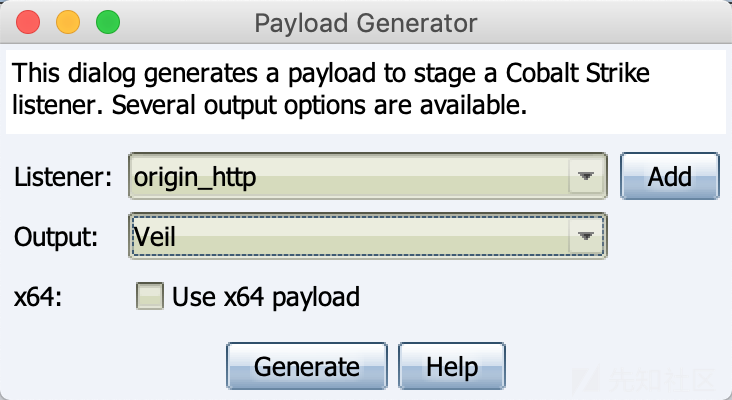 Payload Generator
This dialog generates a payload to stage a Cobalt Strike
listener. Several output options are available.
Listener: origin_http Add
Output: Veil
x64: Use x64 payload
Generate Help
先知社区